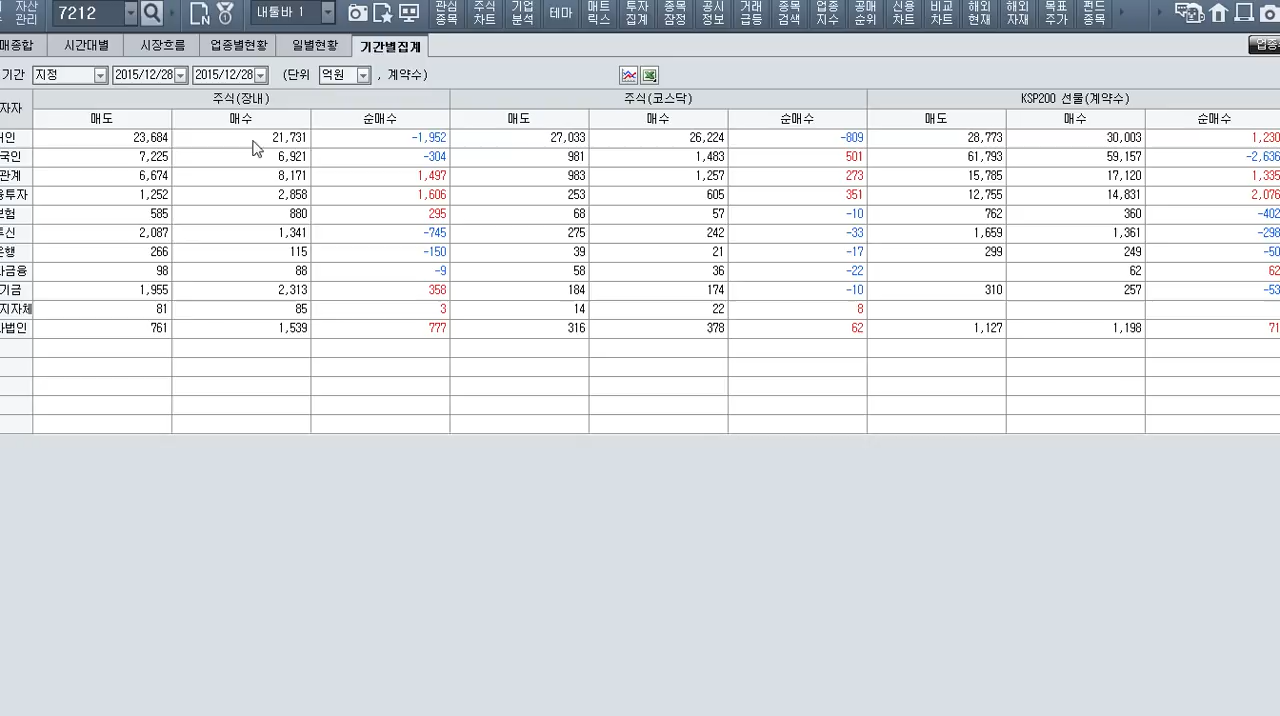 자산 관리 7212 내툴바 1 관심 종목 주식 차트 기업 분석 테마 매트 릭스 투자 집계 종목 잠정 공시 정보 거래 급등 종목 검색 업종 지수 공매 순위 신용 차트 비교 차트 해외 현재 해외 자재 목표 주가 펀드 종목
매종합 시간대별 시장흐름 업종별현황 일별현황 기간별집계 업종
기간 지정 2015/12/28 2015/12/28 (단위 억원 , 계약수)
자자 주식(장내) 주식(코스닥) KSP200 선물(계약수)
매도 매수 순매수 매도 매수 순매수 매도 매수 순매수
인 23,684 21,731 -1,952 27,033 26,224 -809 28,773 30,003 1,230
국인 7,225 6,921 -304 981 1,483 501 61,793 59,157 -2,636
관계 6,674 8,171 1,497 983 1,257 273 15,785 17,120 1,335
융투자 1,252 2,858 1,606 253 605 351 12,755 14,831 2,076
보험 585 880 295 68 57 -10 762 360 -402
투신 2,087 1,341 -745 275 242 -33 1,659 1,361 -298
은행 266 115 -150 39 21 -17 299 249 -50
타금융 98 88 -9 58 36 -22 62 62
기금 1,955 2,313 358 184 174 -10 310 257 -53
지자체 81 85 3 14 22 8
타법인 761 1,539 777 316 378 62 1,127 1,198 71